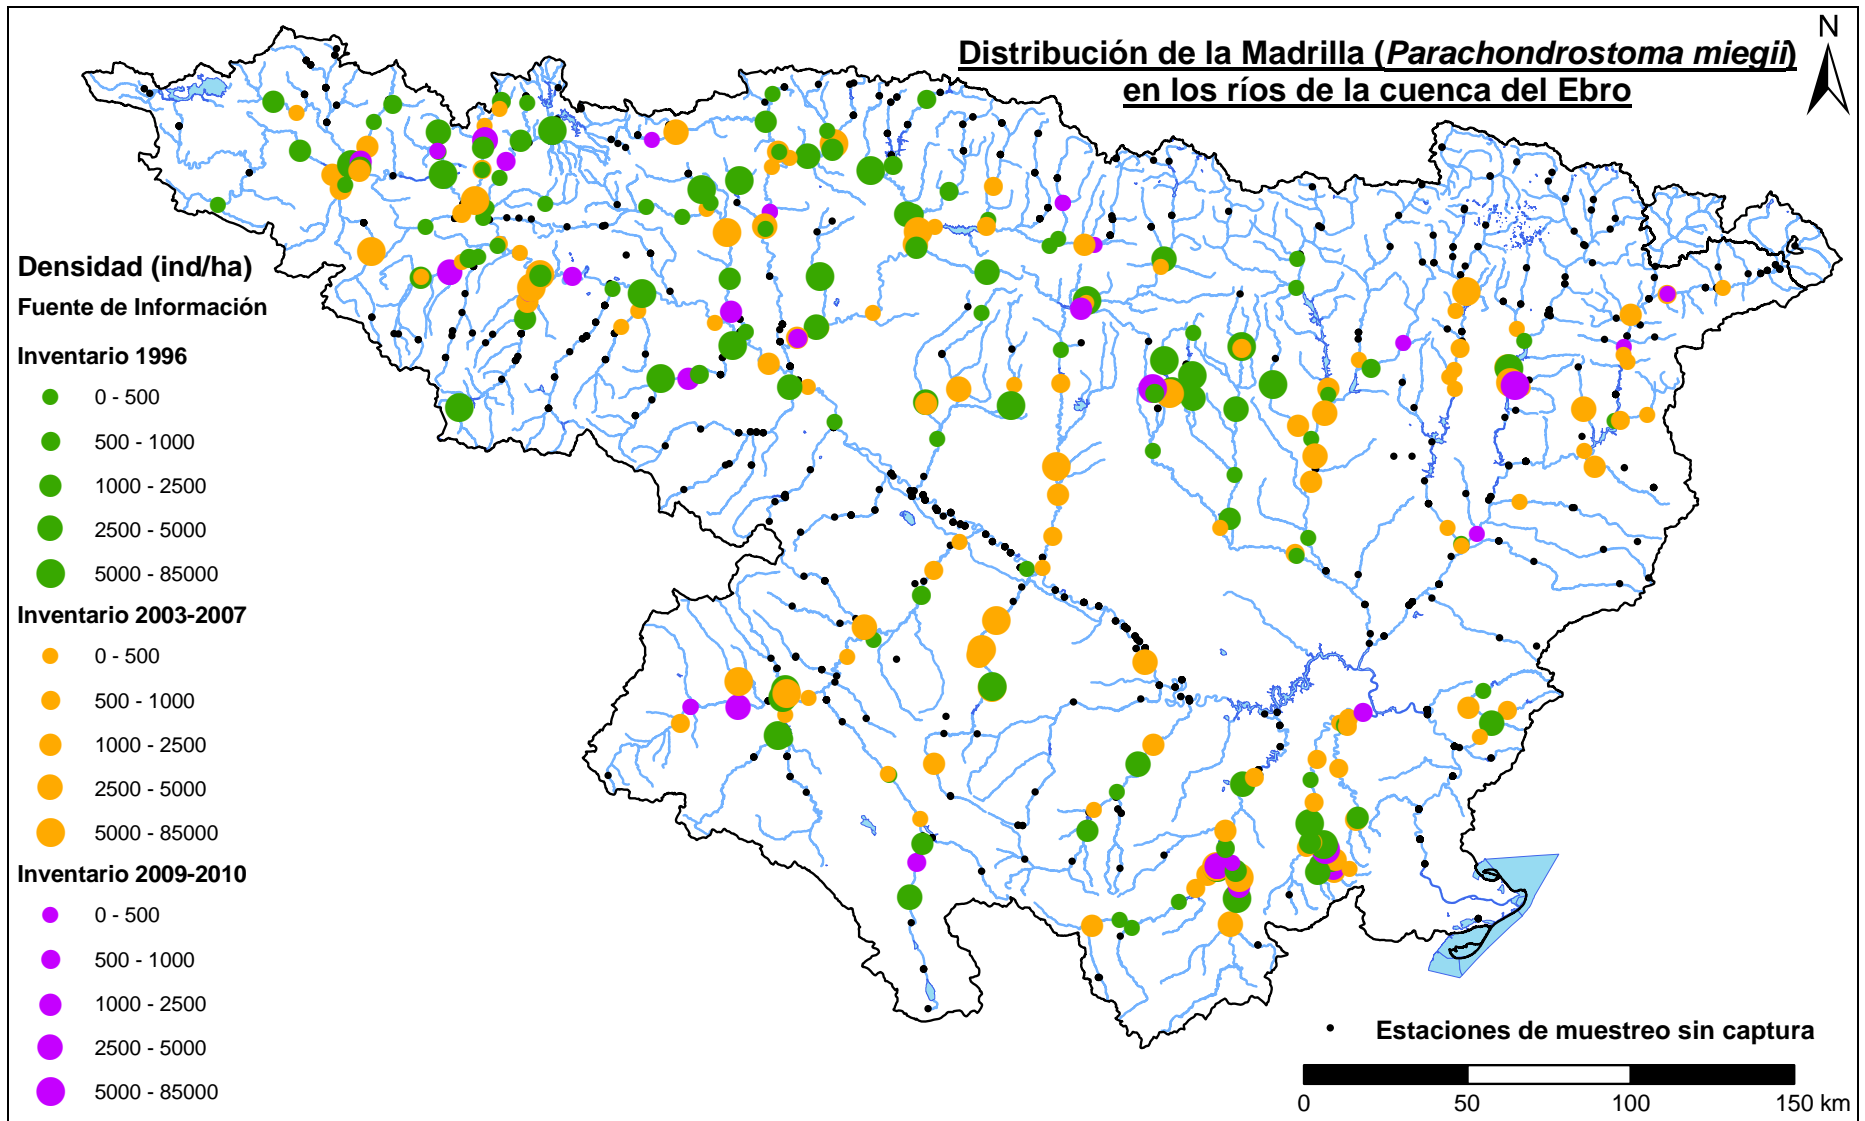 Distribución de la Madrilla (Parachondrostoma miegii)
en los ríos de la cuenca del Ebro
N
Densidad (ind/ha)
Fuente de Información
Inventario 1996
0 - 500
500 - 1000
1000 - 2500
2500 - 5000
5000 - 85000
Inventario 2003-2007
0 - 500
500 - 1000
1000 - 2500
2500 - 5000
5000 - 85000
Inventario 2009-2010
0 - 500
500 - 1000
1000 - 2500
2500 - 5000
5000 - 85000
Estaciones de muestreo sin captura
0 50 100 150 km